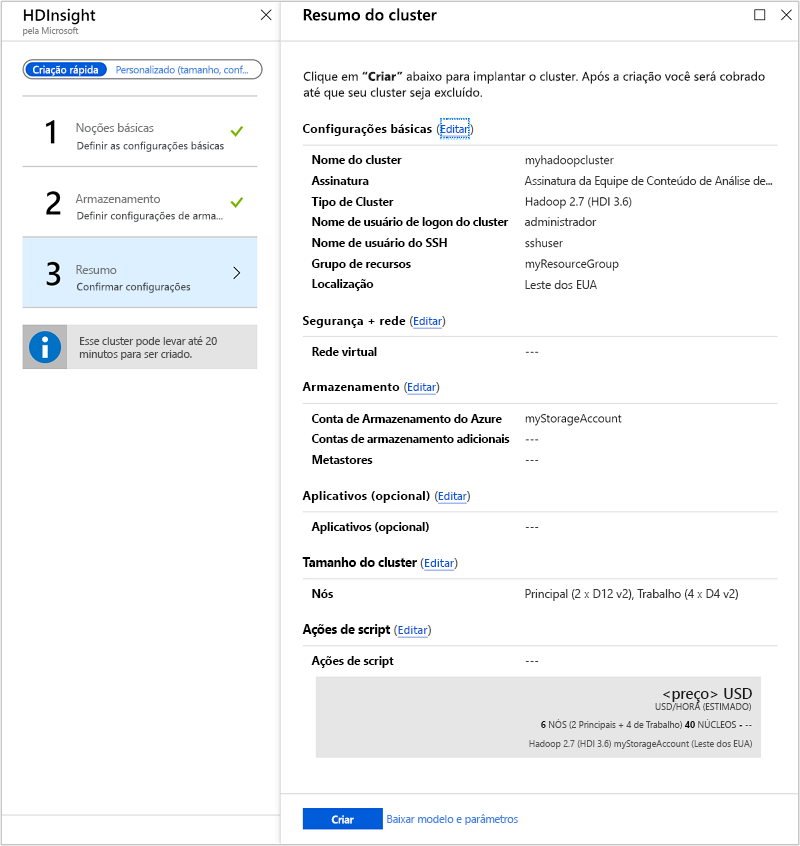 HDInsight
pela Microsoft
Criação rápida
Personalizado (tamanho, conf...
1
Noções básicas
Definir as configurações básicas
2
Armazenamento
Definir configurações de arma...
3
Resumo
Confirmar configurações
Esse cluster pode levar até 20
minutos para ser criado.
Resumo do cluster
Clique em “Criar” abaixo para implantar o cluster. Após a criação você será cobrado
até que seu cluster seja excluído.
Configurações básicas (Editar)
Nome do cluster myhadoopcluster
Assinatura Assinatura da Equipe de Conteúdo de Análise de...
Tipo de Cluster Hadoop 2.7 (HDI 3.6)
Nome de usuário de logon do cluster administrador
Nome de usuário do SSH sshuser
Grupo de recursos myResourceGroup
Localização Leste dos EUA
Segurança + rede (Editar)
Rede virtual ---
Armazenamento (Editar)
Conta de Armazenamento do Azure myStorageAccount
Contas de armazenamento adicionais ---
Metastores ---
Aplicativos (opcional) (Editar)
Aplicativos (opcional) ---
Tamanho do cluster (Editar)
Nós Principal (2 x D12 v2), Trabalho (4 x D4 v2)
Ações de script (Editar)
Ações de script ---
<preço> USD
USD/HORA (ESTIMADO)
6 NÓS (2 Principais + 4 de Trabalho) 40 NÚCLEOS - --
Hadoop 2.7 (HDI 3.6) myStorageAccount (Leste dos EUA)
Criar
Baixar modelo e parâmetros